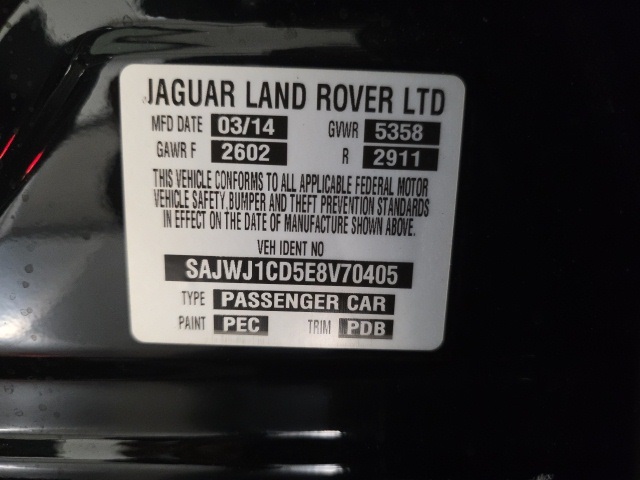 JAGUAR LAND ROVER LTD
MFD DATE 03/14 GVWR 5358
GAWR F 2602 R 2911
THIS VEHICLE CONFORMS TO ALL APPLICABLE FEDERAL MOTOR
VEHICLE SAFETY,BUMPER AND THEFT PREVENTION STANDARDS
IN EFFECT ON THE DATE OF MANUFACTURE SHOWN ABOVE.
VEH IDENT NO
SAJWJ1CD5E8V70405
TYPE PASSENGER CAR
PAINT PEC TRIM PDB